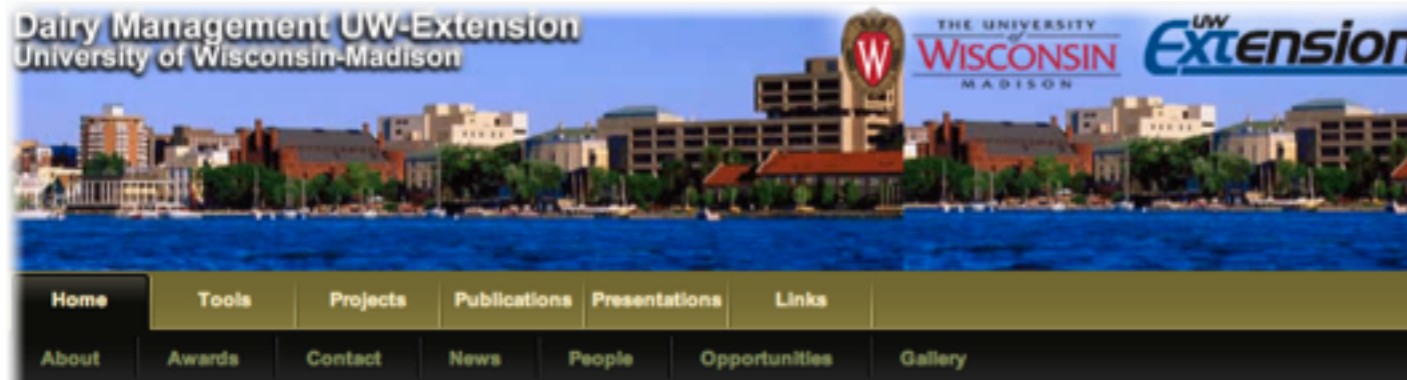 Dairy Management UW-Extension
University of Wisconsin-Madison
W
THE UNIVERSITY
of
WISCONSIN
MADISON
UW
Extension
Home Tools Projects Publications Presentations Links
About Awards Contact News People Opportunities Gallery